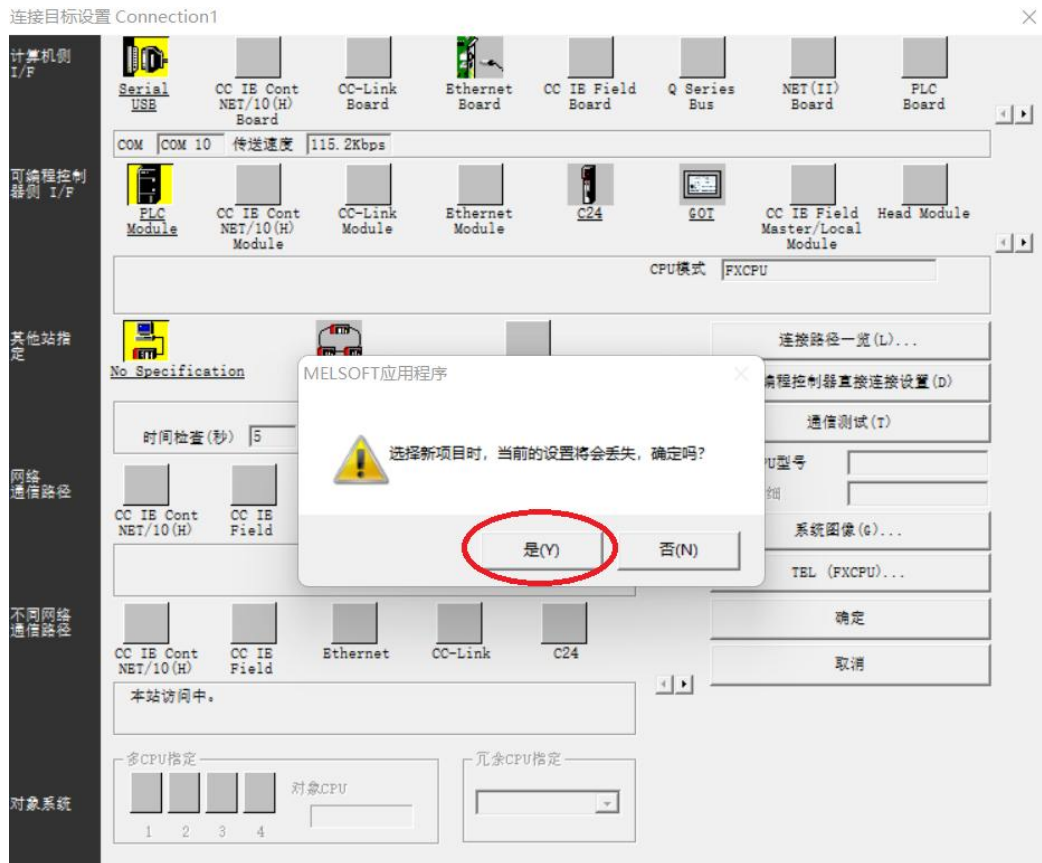 连接目标设置 Connection1
计算机侧
I/F
Serial
USB
CC IE Cont
NET/10(H)
Board
CC-Link
Board
Ethernet
Board
CC IE Field
Board
Q Series
Bus
NET(II)
Board
PLC
Board
COM COM 10 传送速度 115.2Kbps
可编程控制
器侧 I/F
PLC
Module
CC IE Cont
NET/10(H)
Module
CC-Link
Module
Ethernet
Module
C24
GOT
CC IE Field
Master/Local
Module
Head Module
CPU模式 FXCPU
其他站指
定
No Specification
时间检查(秒) 5
连接路径一览(L)...
编程控制器直接连接设置(D)
通信测试(T)
型号
细
系统图像(G)...
TEL (FXCPU)...
确定
取消
MELSOFT应用程序
选择新项目时，当前的设置将会丢失，确定吗?
是(Y)
否(N)
网络
通信路径
CC IE Cont
NET/10(H)
CC IE
Field
不同网络
通信路径
CC IE Cont
NET/10(H)
CC IE
Field
Ethernet
CC-Link
C24
本站访问中。
对象系统
多CPU指定
1 2 3 4
对象CPU
冗余CPU指定